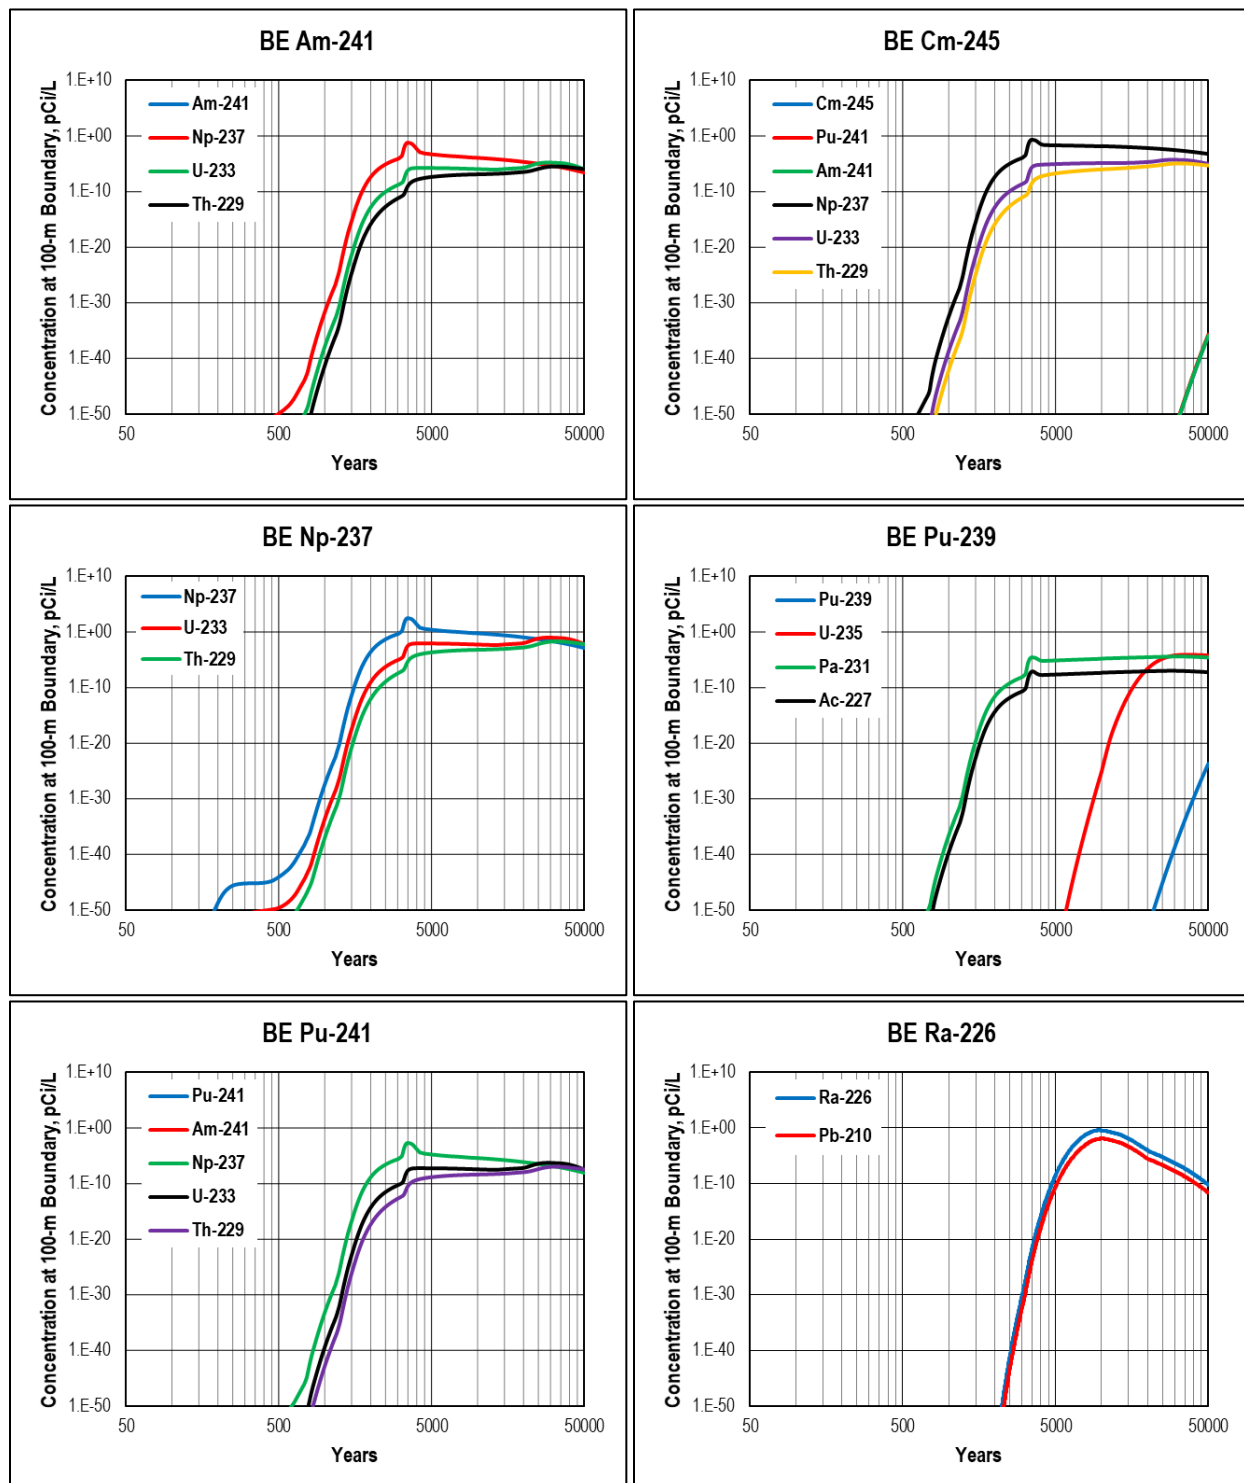 BE Am-241
Concentration at 100-m Boundary, pCi/L
1.E+10
1.E+00
1.E-10
1.E-20
1.E-30
1.E-40
1.E-50
Am-241
Np-237
U-233
Th-229
50
500
5000
50000
Years
BE Cm-245
Concentration at 100-m Boundary, pCi/L
1.E+10
1.E+00
1.E-10
1.E-20
1.E-30
1.E-40
1.E-50
Cm-245
Pu-241
Am-241
Np-237
U-233
Th-229
50
500
5000
50000
Years
BE Np-237
Concentration at 100-m Boundary, pCi/L
1.E+10
1.E+00
1.E-10
1.E-20
1.E-30
1.E-40
1.E-50
Np-237
U-233
Th-229
50
500
5000
50000
Years
BE Pu-239
Concentration at 100-m Boundary, pCi/L
1.E+10
1.E+00
1.E-10
1.E-20
1.E-30
1.E-40
1.E-50
Pu-239
U-235
Pa-231
Ac-227
50
500
5000
50000
Years
BE Pu-241
Concentration at 100-m Boundary, pCi/L
1.E+10
1.E+00
1.E-10
1.E-20
1.E-30
1.E-40
1.E-50
Pu-241
Am-241
Np-237
U-233
Th-229
50
500
5000
50000
Years
BE Ra-226
Concentration at 100-m Boundary, pCi/L
1.E+10
1.E+00
1.E-10
1.E-20
1.E-30
1.E-40
1.E-50
Ra-226
Pb-210
50
500
5000
50000
Years